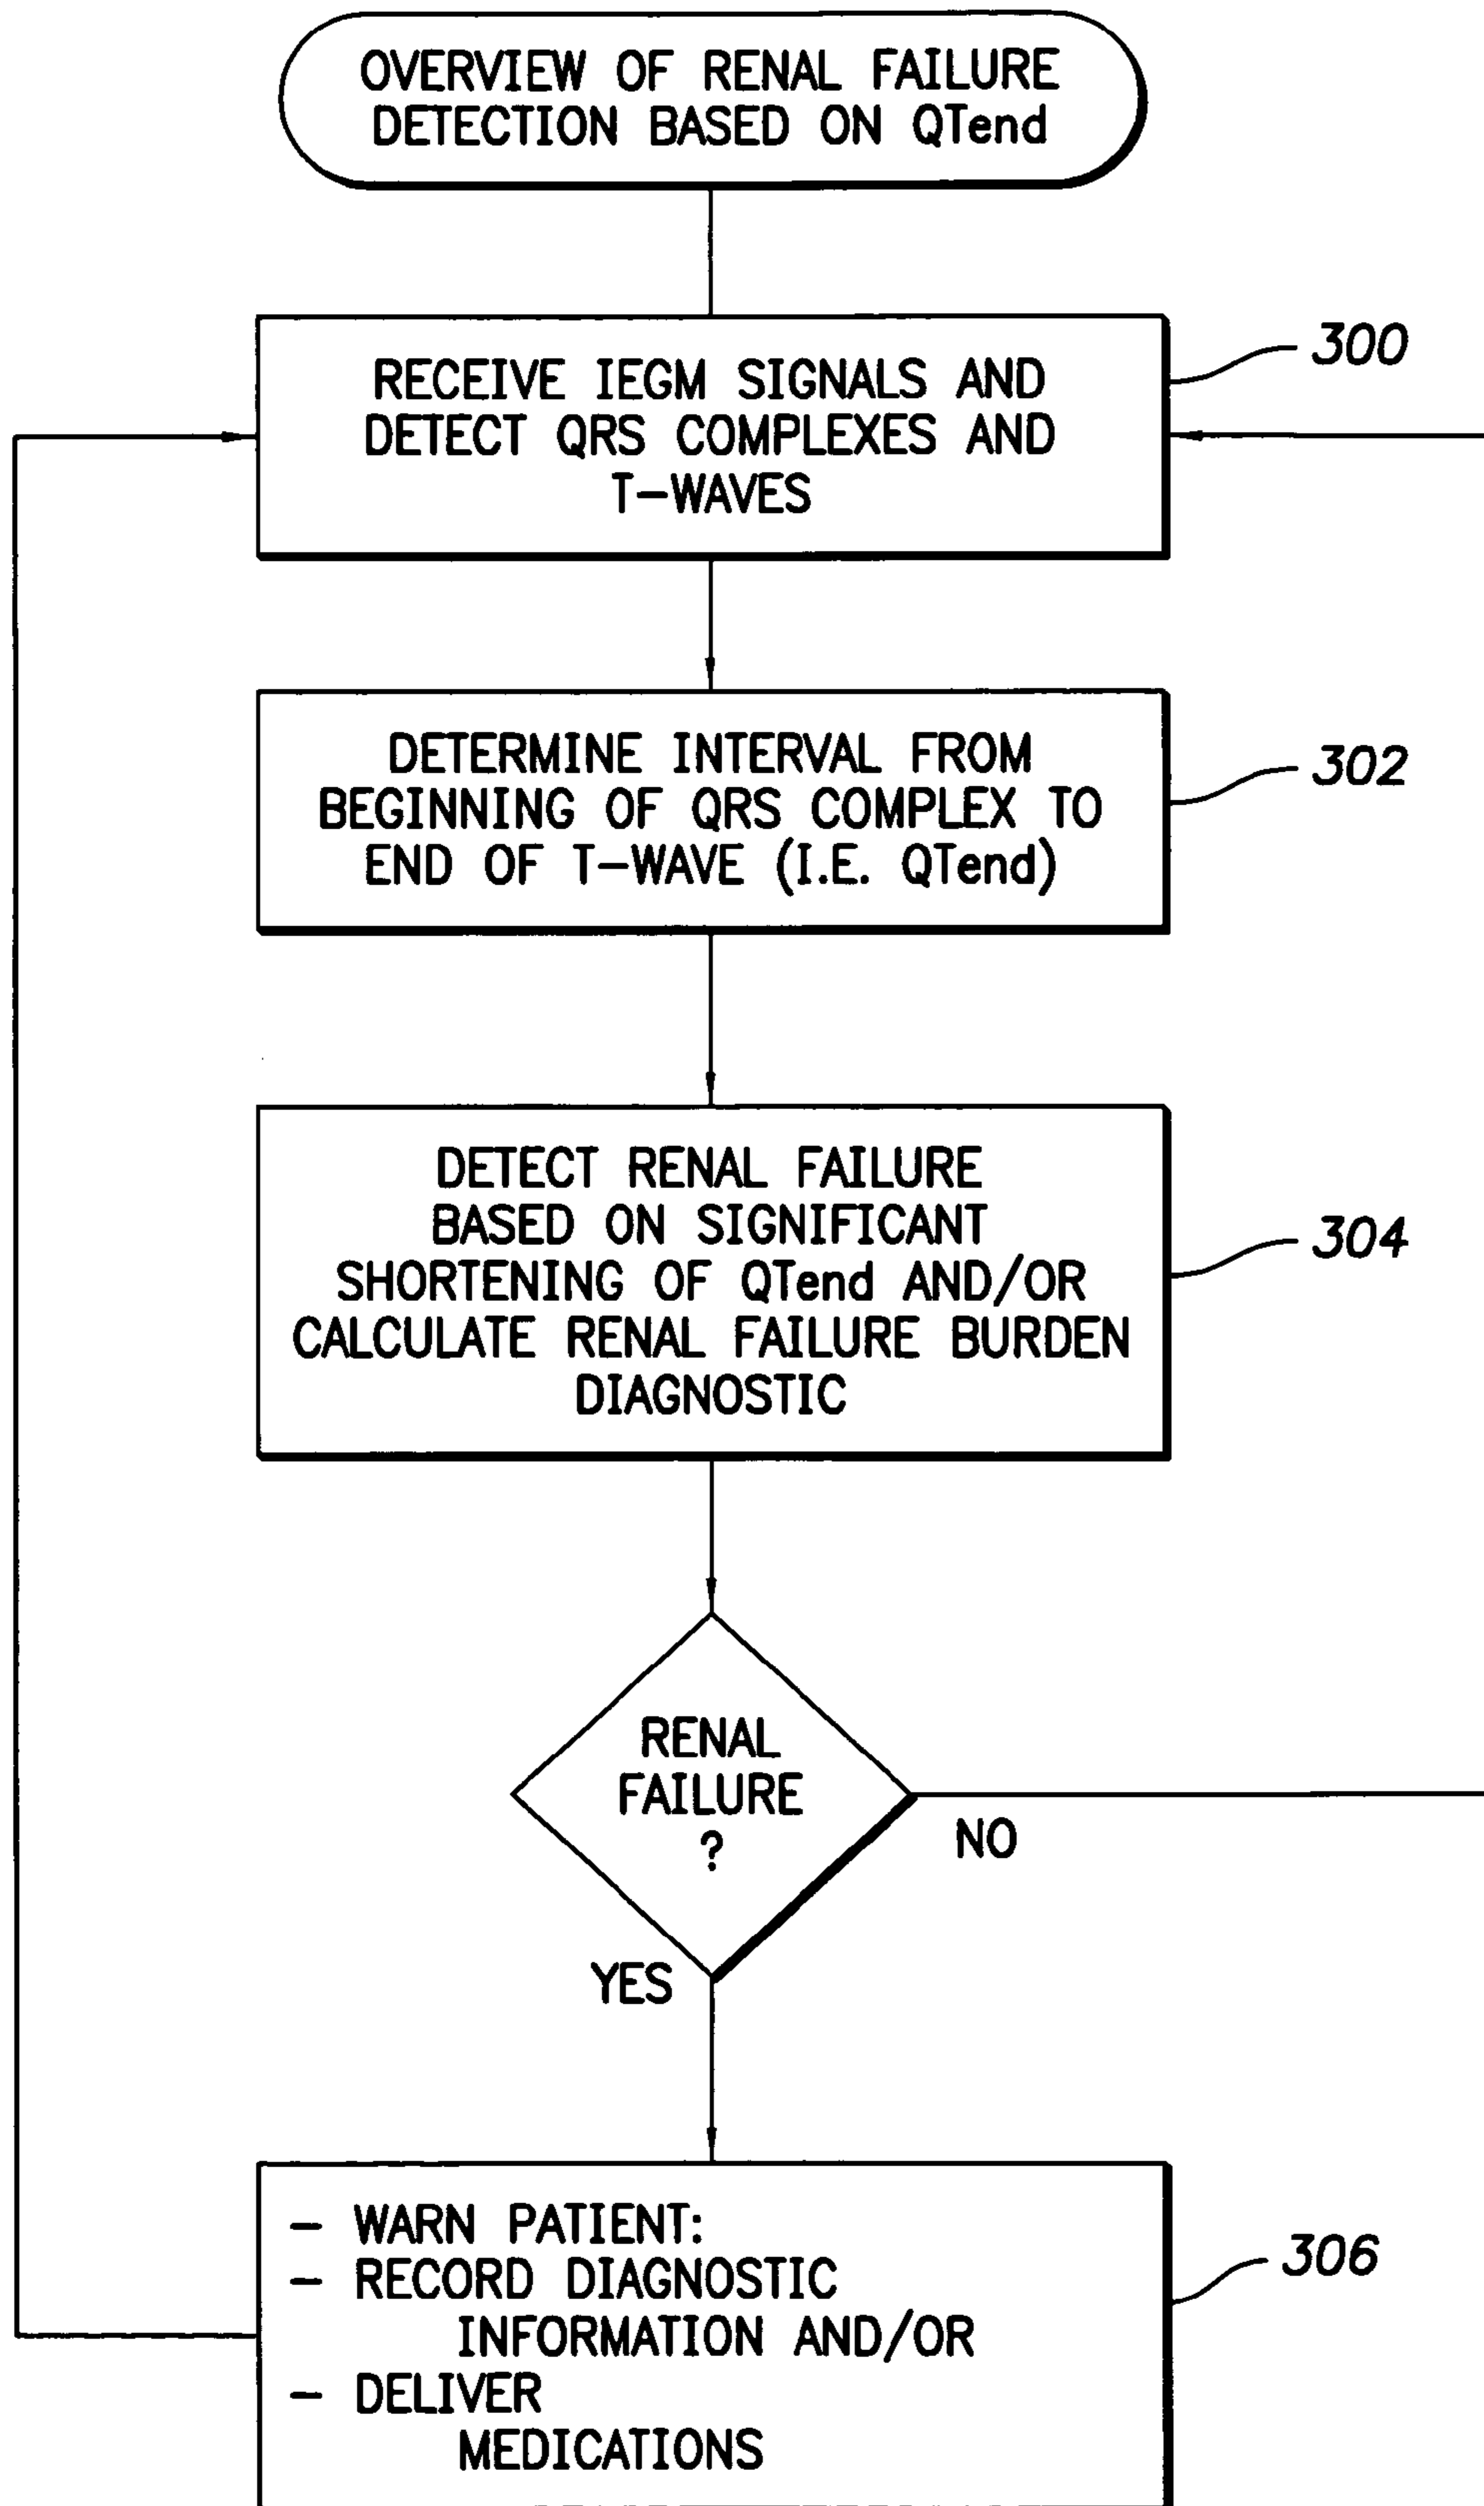 OVERVIEW OF RENAL FAILURE
DETECTION BASED ON QTend
RECEIVE IEGM SIGNALS AND
DETECT QRS COMPLEXES AND
T-WAVES
300
DETERMINE INTERVAL FROM
BEGINNING OF QRS COMPLEX TO
END OF T-WAVE (I.E. QTend)
302
DETECT RENAL FAILURE
BASED ON SIGNIFICANT
SHORTENING OF QTend AND/OR
CALCULATE RENAL FAILURE BURDEN
DIAGNOSTIC
304
RENAL
FAILURE
?
NO
YES
- WARN PATIENT:
- RECORD DIAGNOSTIC
INFORMATION AND/OR
- DELIVER
MEDICATIONS
306